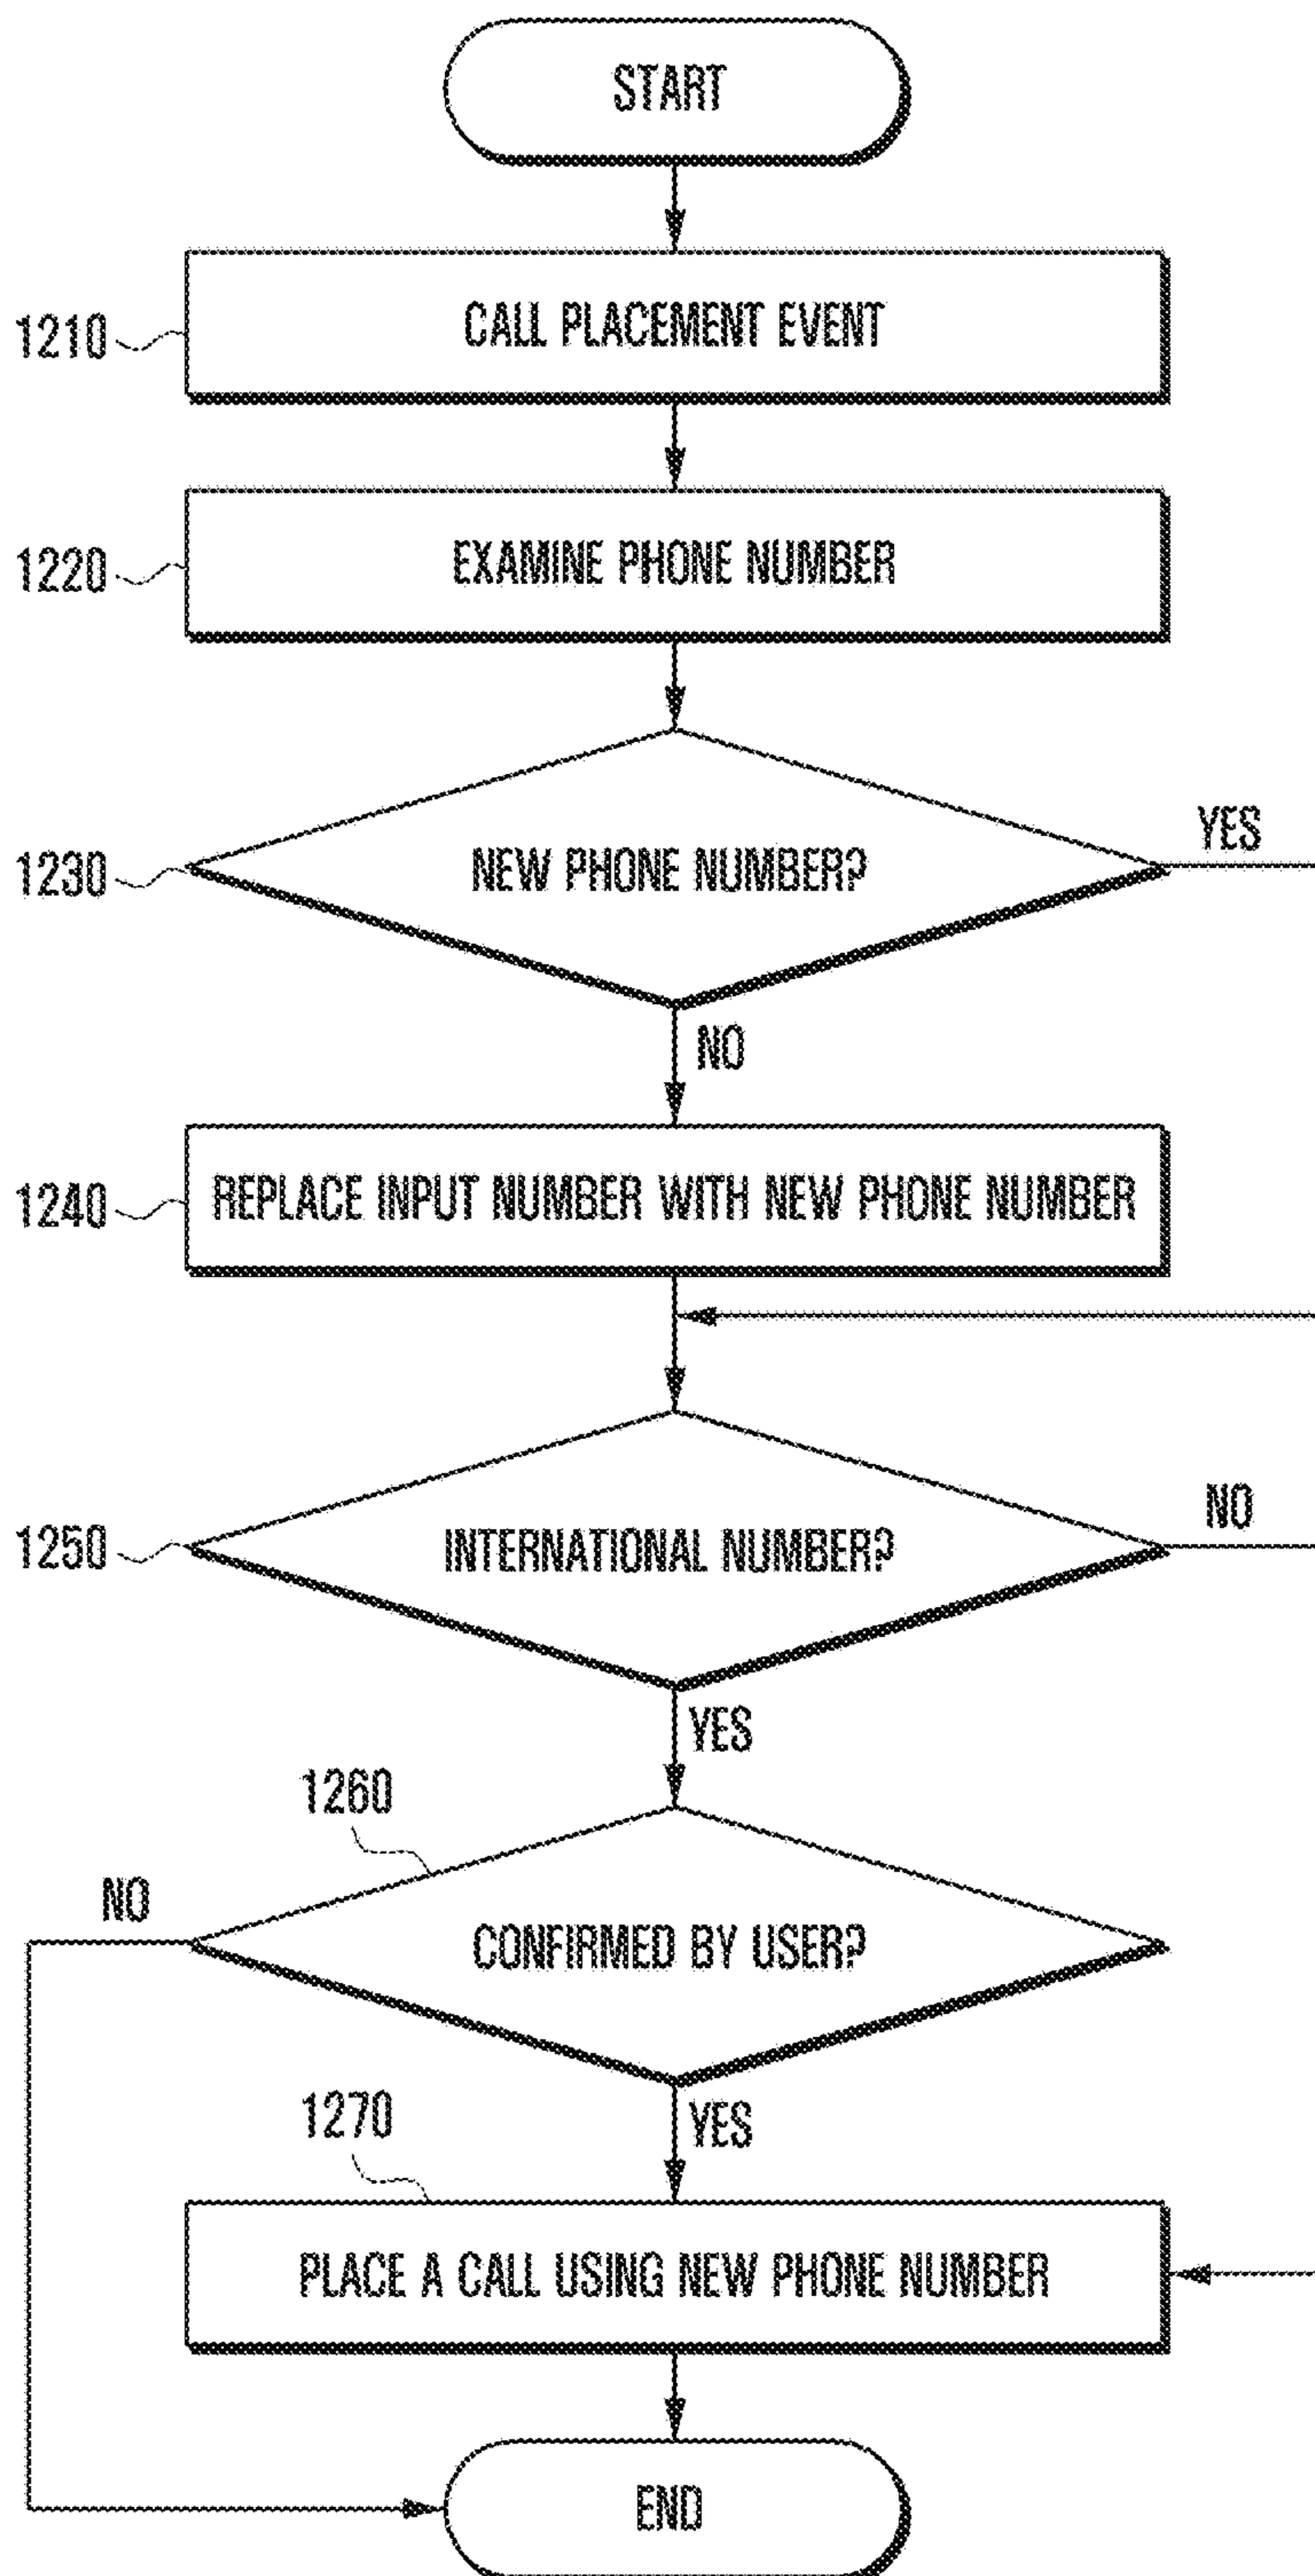 START
1210
CALL PLACEMENT EVENT
1220
EXAMINE PHONE NUMBER
1230
NEW PHONE NUMBER?
YES
NO
1240
REPLACE INPUT NUMBER WITH NEW PHONE NUMBER
1250
INTERNATIONAL NUMBER?
NO
YES
1260
NO
CONFIRMED BY USER?
YES
1270
PLACE A CALL USING NEW PHONE NUMBER
END